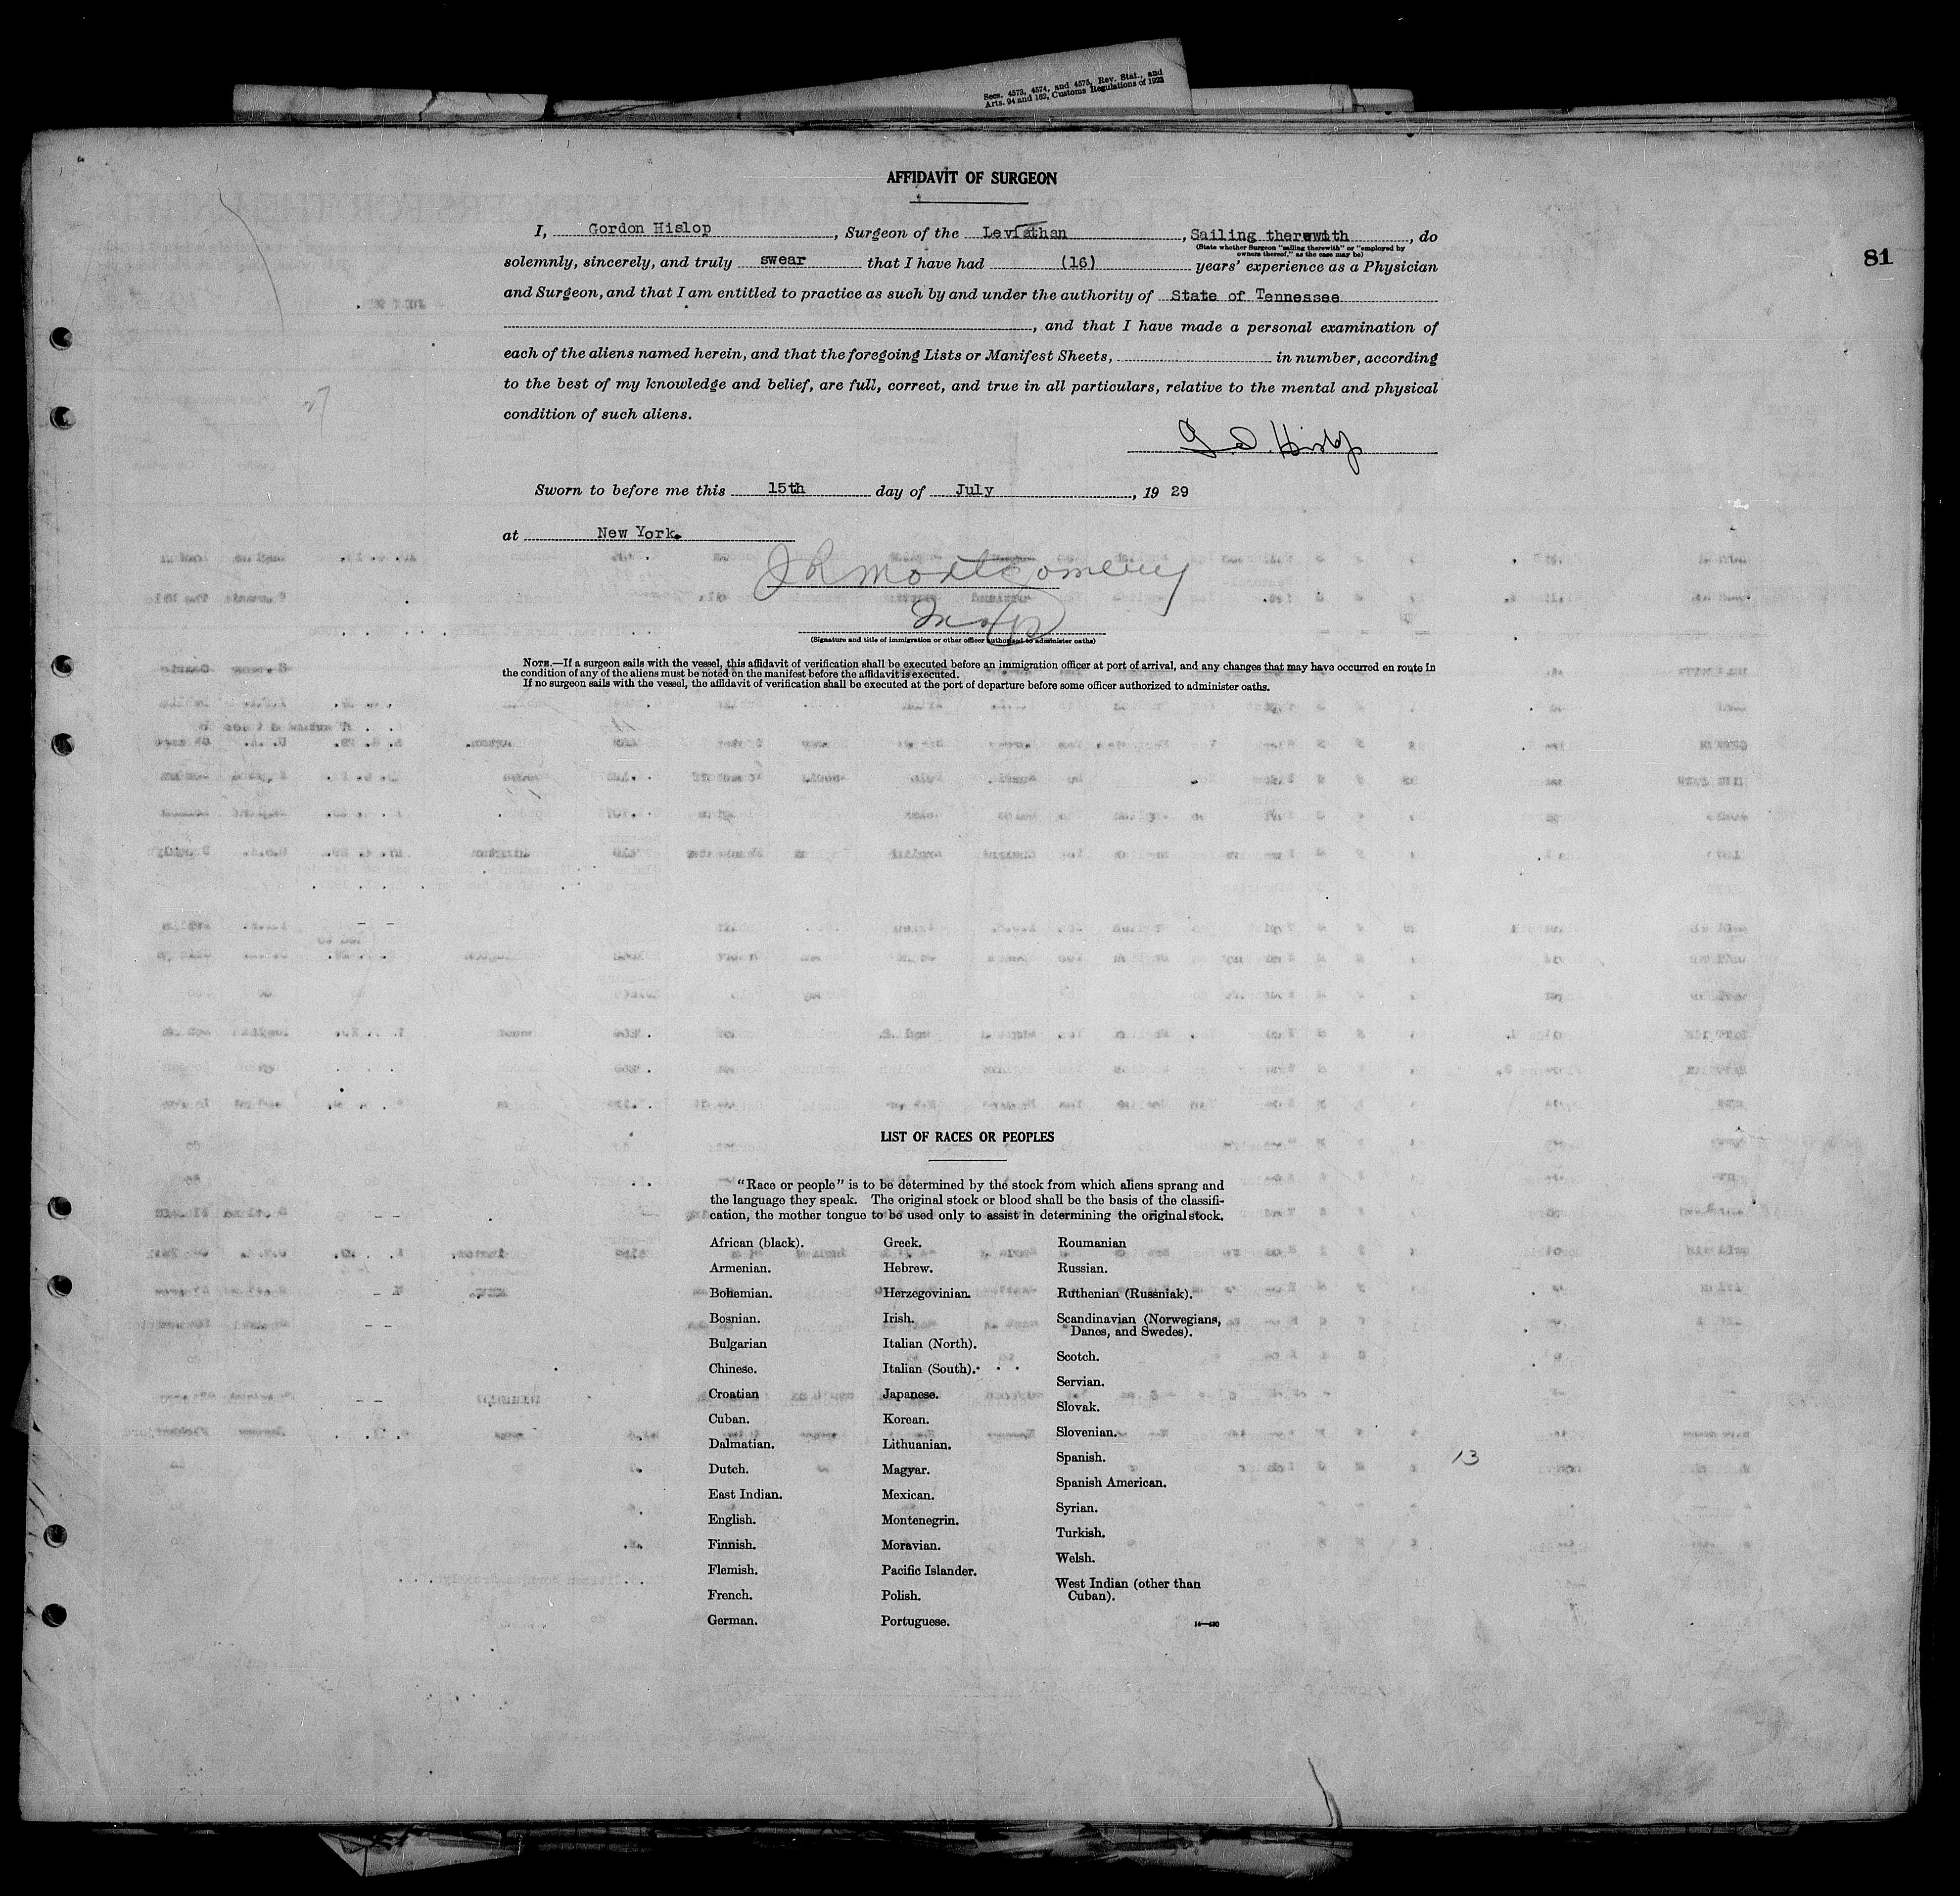 Secs. 4573, 4574, and 4575, Rev. Stat., and
Arts. 94 and 162, Customs Regulations of 1923
AFFIDAVIT OF SURGEON
I, Gordon Hislop, Surgeon of the Leviathan, Sailing therewith, do
(State whether Surgeon "sailing therewith" or "employed by
owners thereof," as the case may be)
81
solemnly, sincerely, and truly swear that I have had (16) years' experience as a Physician
and Surgeon, and that I am entitled to practice as such by and under the authority of State of Tennessee
, and that I have made a personal examination of
each of the aliens named herein, and that the foregoing Lists or Manifest Sheets, in number, according
to the best of my knowledge and belief, are full, correct, and true in all particulars, relative to the mental and physical
condition of such aliens.
G. D. Hislop
Sworn to before me this 15th day of July, 19 29
at New York.
Montgomery
(Signature and title of immigration or other officer authorized to administer oaths)
NOTE.—If a surgeon sails with the vessel, this affidavit of verification shall be executed before an immigration officer at port of arrival, and any changes that may have occurred en route in
the condition of any of the aliens must be noted on the manifest before the affidavit is executed.
If no surgeon sails with the vessel, the affidavit of verification shall be executed at the port of departure before some officer authorized to administer oaths.
LIST OF RACES OR PEOPLES
"Race or people" is to be determined by the stock from which aliens sprang and
the language they speak. The original stock or blood shall be the basis of the classifi-
cation, the mother tongue to be used only to assist in determining the original stock.
African (black).
Armenian.
Bohemian.
Bosnian.
Bulgarian
Chinese.
Croatian
Cuban.
Dalmatian.
Dutch.
East Indian.
English.
Finnish.
Flemish.
French.
German.
Greek.
Hebrew.
Herzegovinian.
Irish.
Italian (North).
Italian (South).
Japanese.
Korean.
Lithuanian.
Magyar.
Mexican.
Montenegrin.
Moravian.
Pacific Islander.
Polish.
Portuguese.
Roumanian
Russian.
Ruthenian (Russniak).
Scandinavian (Norwegians,
Danes, and Swedes).
Scotch.
Servian.
Slovak.
Slovenian.
Spanish.
Spanish American.
Syrian.
Turkish.
Welsh.
West Indian (other than
Cuban).
13